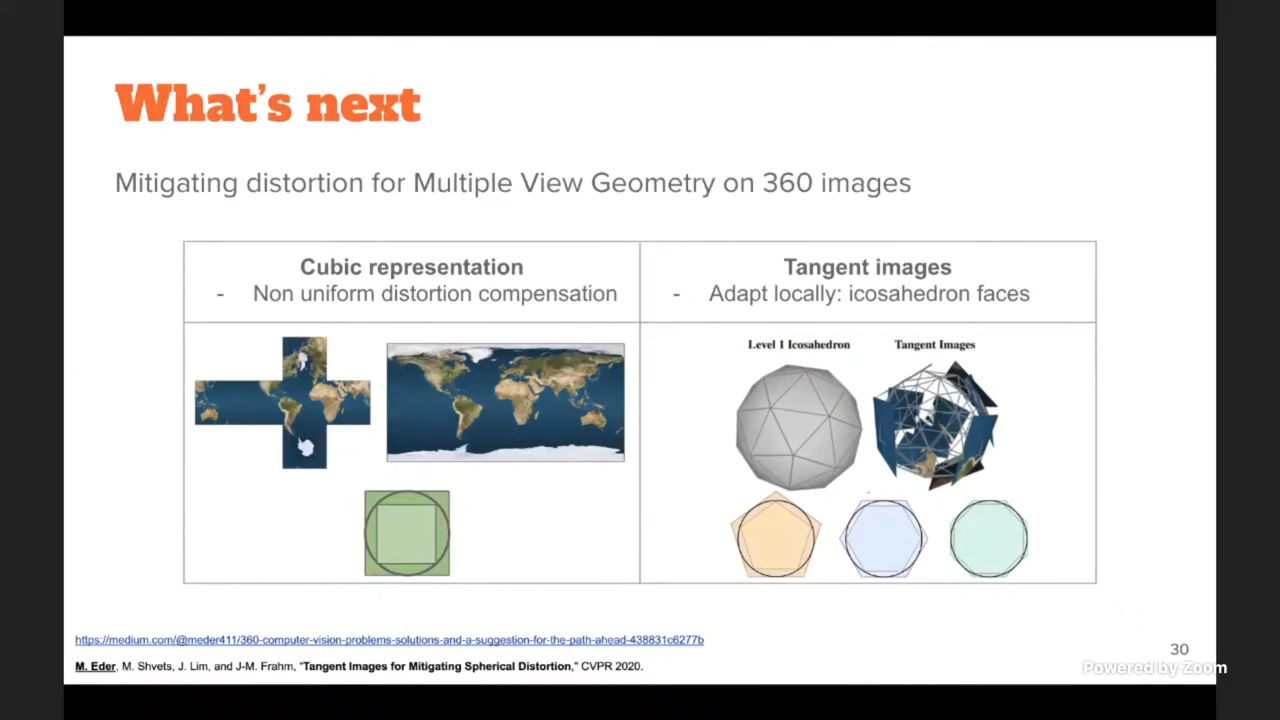 What's next
Mitigating distortion for Multiple View Geometry on 360 images
Cubic representation
- Non uniform distortion compensation
Tangent images
- Adapt locally: icosahedron faces
Level 1 Icosahedron
Tangent Images
https://medium.com/@meder411/360-computer-vision-problems-solutions-and-a-suggestion-for-the-path-ahead-438831c6277b
M. Eder, M. Shvets, J. Lim, and J-M. Frahm, "Tangent Images for Mitigating Spherical Distortion," CVPR 2020.
30
Powered by Zoom